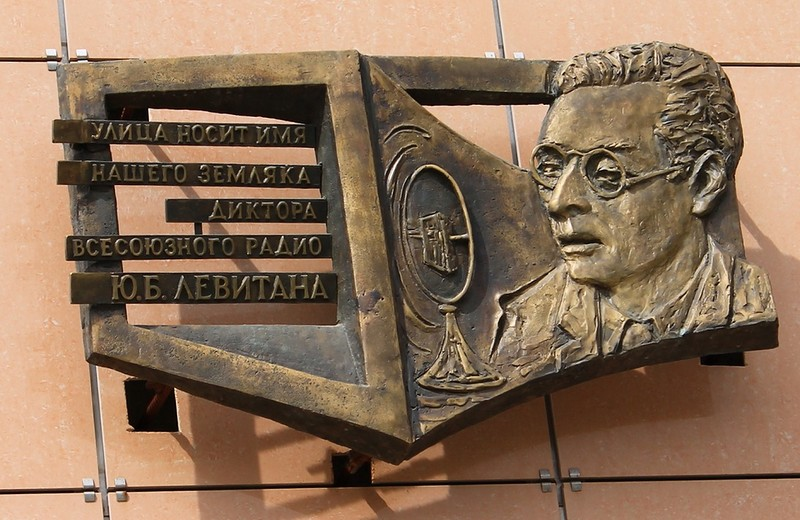 УЛИЦА НОСИТ ИМЯ
НАШЕГО ЗЕМЛЯКА
ДИКТОРА
ВСЕСОЮЗНОГО РАДИО
Ю.Б. ЛЕВИТАНА